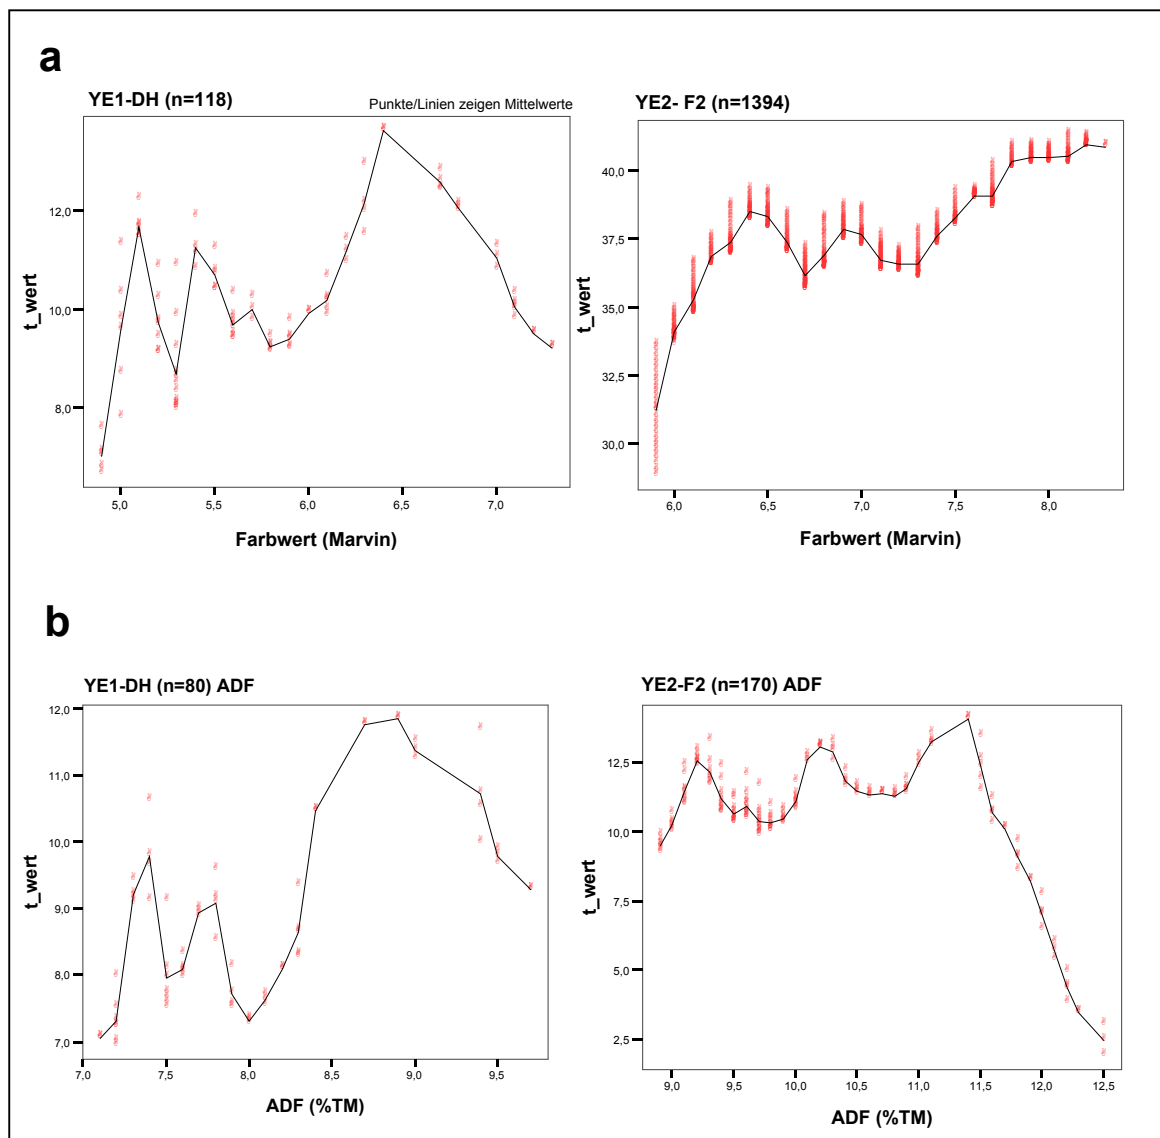 a
YE1-DH (n=118)
Punkte/Linien zeigen Mittelwerte
12,0
10,0
8,0
t_wert
5,0 5,5 6,0 6,5 7,0
Farbwert (Marvin)
YE2- F2 (n=1394)
40,0
37,5
35,0
32,5
30,0
t_wert
6,0 6,5 7,0 7,5 8,0
Farbwert (Marvin)
b
YE1-DH (n=80) ADF
12,0
11,0
10,0
9,0
8,0
7,0
t_wert
7,0 7,5 8,0 8,5 9,0 9,5
ADF (%TM)
YE2-F2 (n=170) ADF
12,5
10,0
7,5
5,0
2,5
t_wert
9,0 9,5 10,0 10,5 11,0 11,5 12,0 12,5
ADF (%TM)